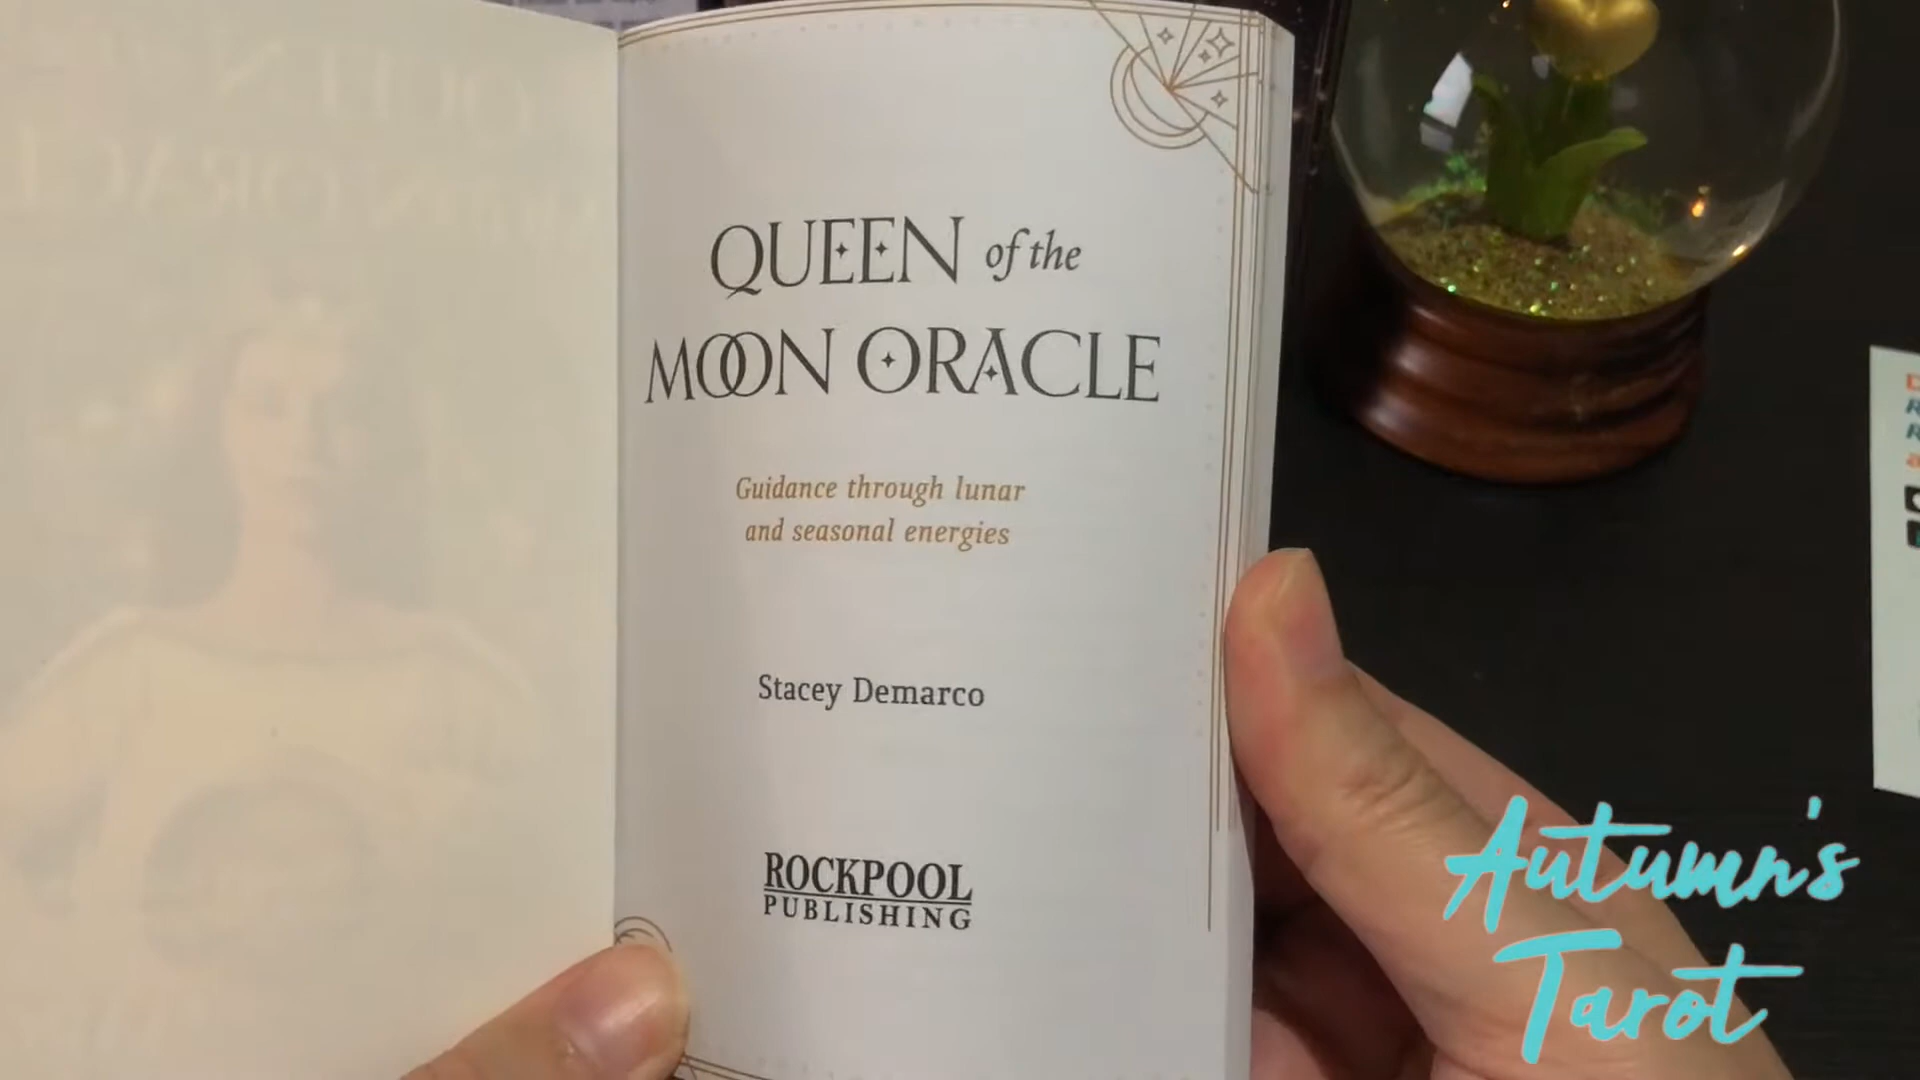 QUEEN of the
MOON ORACLE
Guidance through lunar
and seasonal energies
Stacey Demarco
ROCKPOOL
PUBLISHING
Autumn's
Tarot